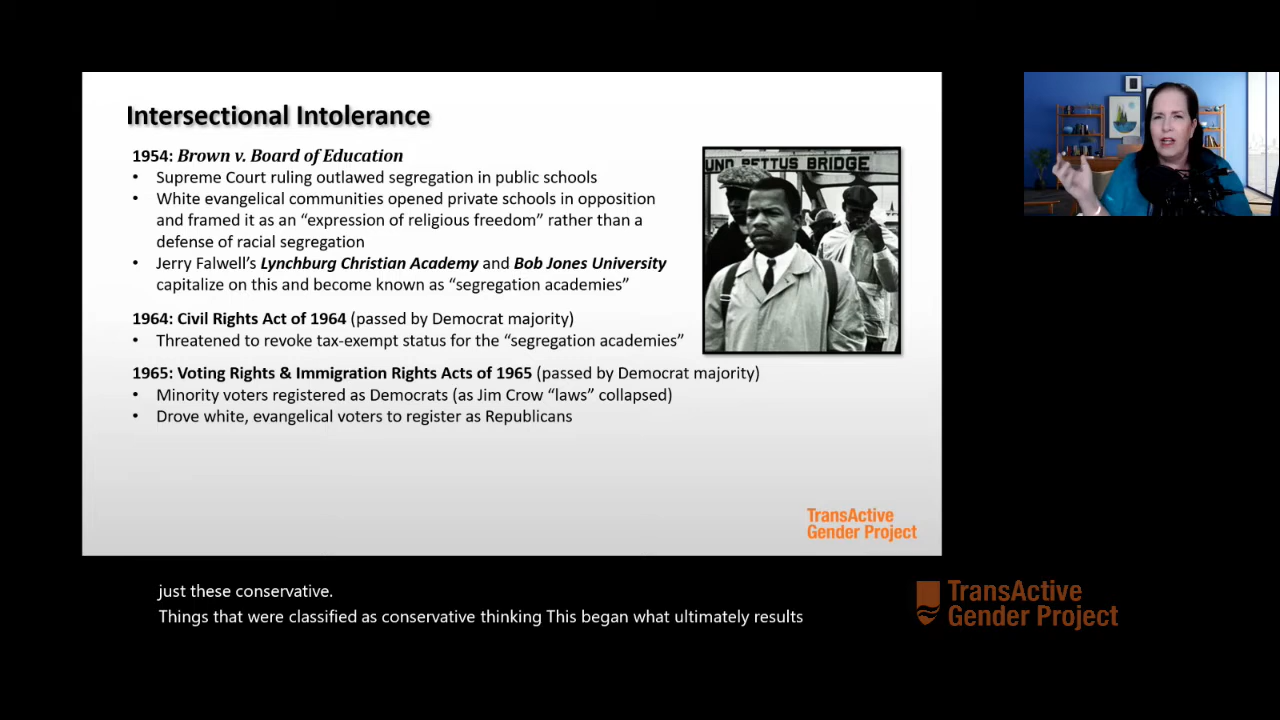 Intersectional Intolerance
1954: Brown v. Board of Education
• Supreme Court ruling outlawed segregation in public schools
• White evangelical communities opened private schools in opposition
and framed it as an “expression of religious freedom” rather than a
defense of racial segregation
• Jerry Falwell’s Lynchburg Christian Academy and Bob Jones University
capitalize on this and become known as “segregation academies”
1964: Civil Rights Act of 1964 (passed by Democrat majority)
• Threatened to revoke tax-exempt status for the “segregation academies”
1965: Voting Rights & Immigration Rights Acts of 1965 (passed by Democrat majority)
• Minority voters registered as Democrats (as Jim Crow “laws” collapsed)
• Drove white, evangelical voters to register as Republicans
UND PETTUS BRIDGE
TransActive
Gender Project
just these conservative.
Things that were classified as conservative thinking This began what ultimately results
TransActive
Gender Project